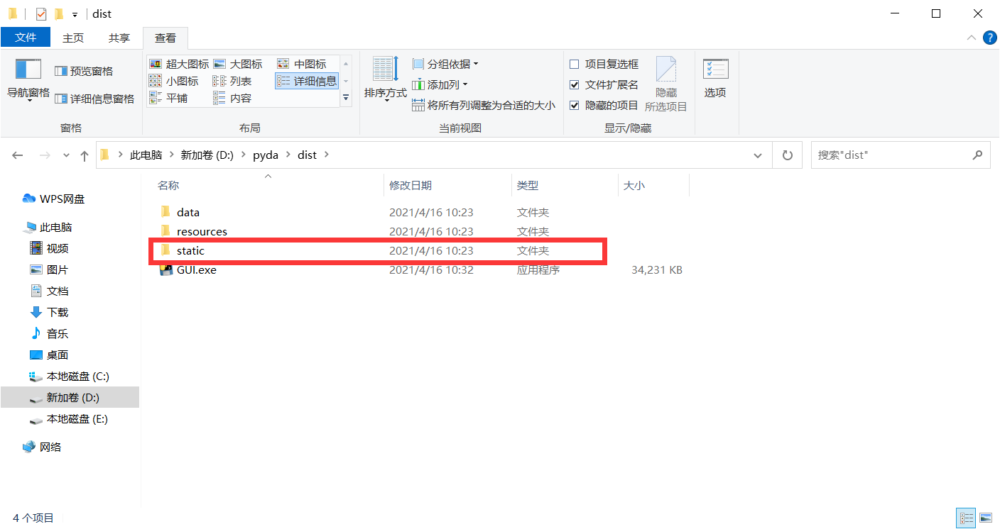 dist
文件 主页 共享 查看
导航窗格
预览窗格
详细信息窗格
窗格
超大图标 大图标 中图标
小图标 列表 详细信息
平铺 内容
布局
排序方式
分组依据
添加列
将所有列调整为合适的大小
当前视图
项目复选框
文件扩展名
隐藏的项目
隐藏
所选项目
显示/隐藏
选项
此电脑 新加卷 (D:) pyda dist
搜索"dist"
WPS网盘
此电脑
视频
图片
文档
下载
音乐
桌面
本地磁盘 (C:)
新加卷 (D:)
本地磁盘 (E:)
网络
名称 修改日期 类型 大小
data 2021/4/16 10:23 文件夹
resources 2021/4/16 10:23 文件夹
static 2021/4/16 10:23 文件夹
GUI.exe 2021/4/16 10:32 应用程序 34,231 KB
4 个项目